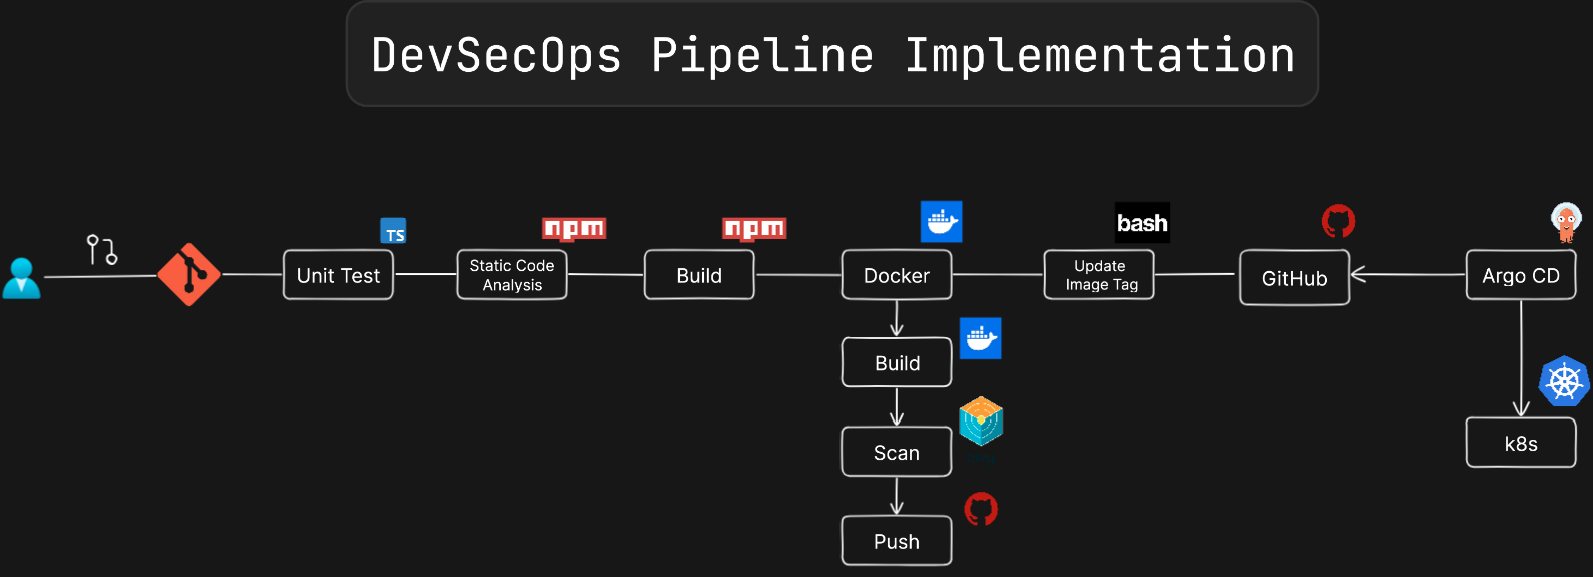 DevSecOps Pipeline Implementation
TS
npm
npm
bash
Unit Test
Static Code
Analysis
Build
Docker
Update
Image Tag
GitHub
Argo CD
Build
Scan
k8s
Push